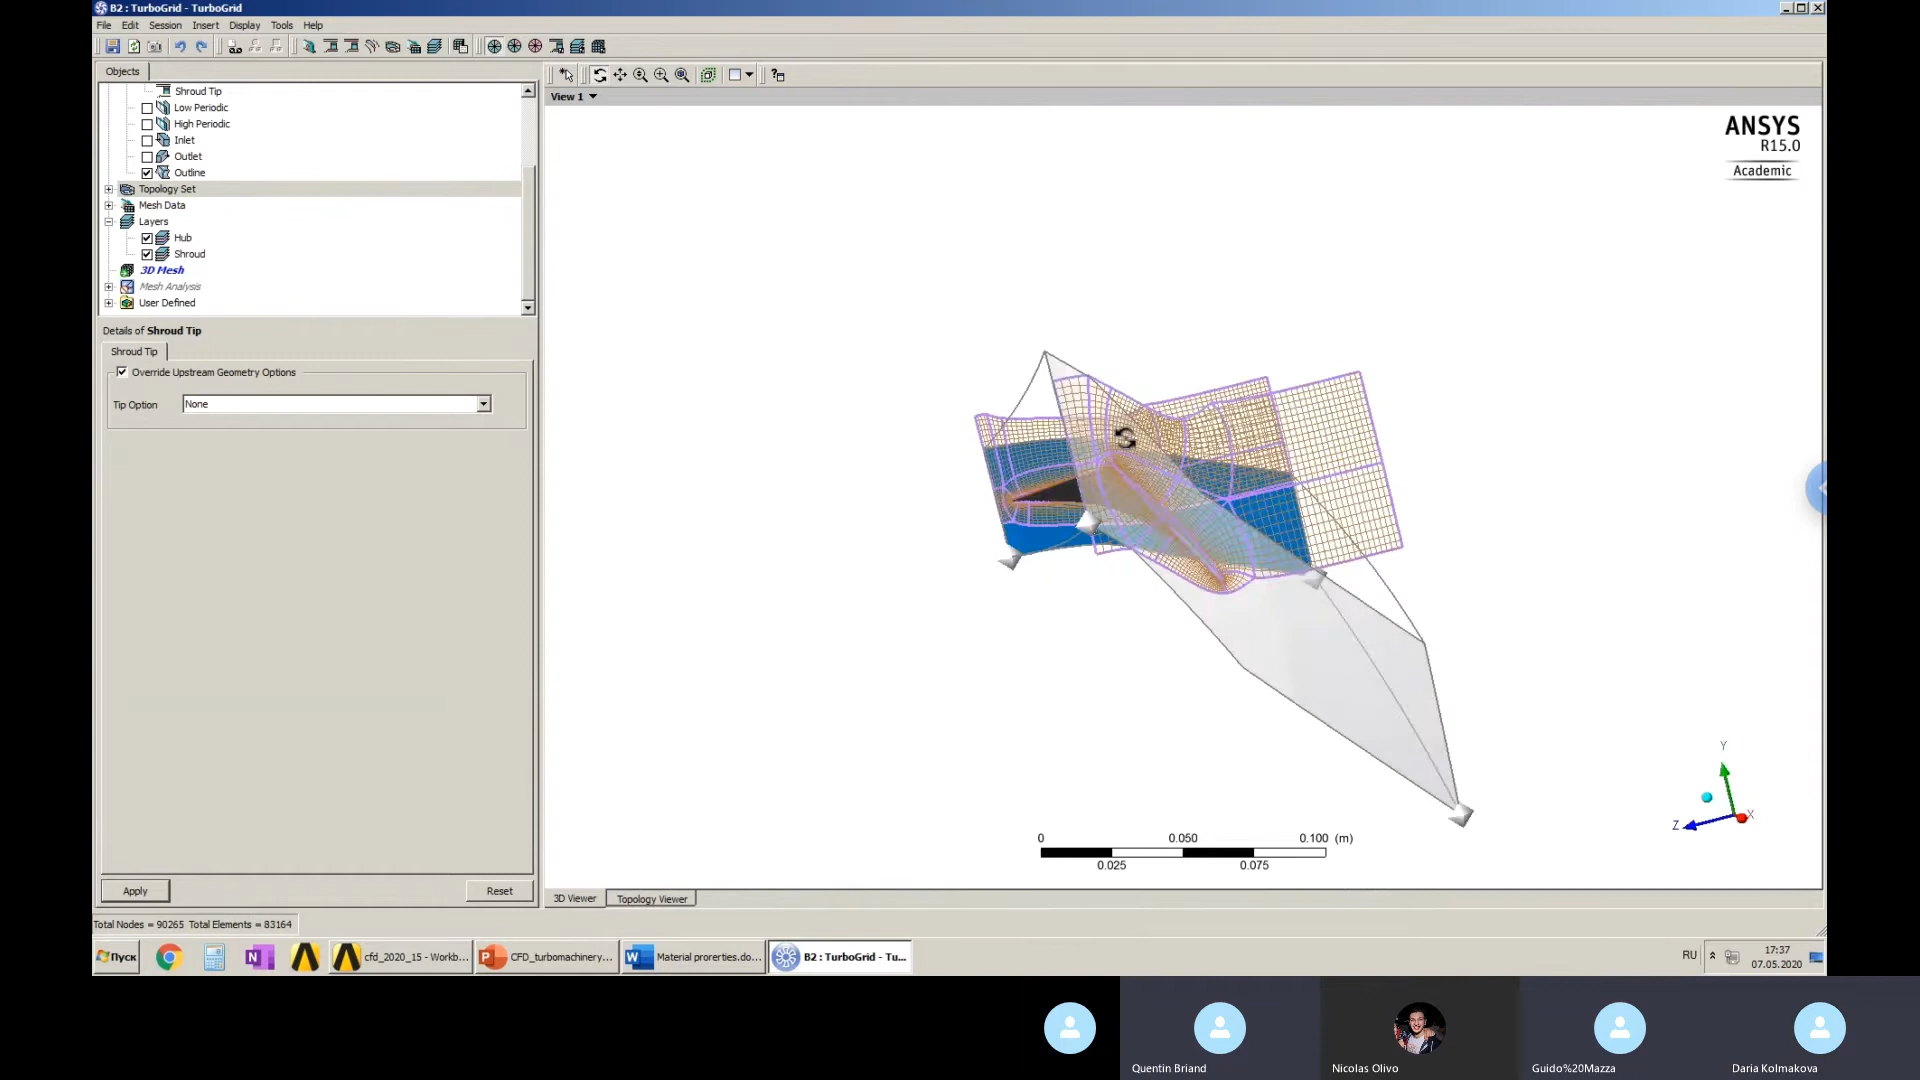 B2 : TurboGrid - TurboGrid
File Edit Session Insert Display Tools Help
Objects
Shroud Tip
Low Periodic
High Periodic
Inlet
Outlet
Outline
Topology Set
Mesh Data
Layers
Hub
Shroud
3D Mesh
Mesh Analysis
User Defined
Details of Shroud Tip
Shroud Tip
Override Upstream Geometry Options
Tip Option None
Apply Reset
View 1
ANSYS
R15.0
Academic
Y
Z X
0 0.050 0.100 (m)
0.025 0.075
3D Viewer Topology Viewer
Total Nodes = 90265 Total Elements = 83164
Пуск
cfd_2020_15 - Workb...
CFD_turbomachinery...
Material prorerties.do...
B2 : TurboGrid - Tu...
RU
17:37
07.05.2020
Quentin Briand
Nicolas Olivo
Guido%20Mazza
Daria Kolmakova